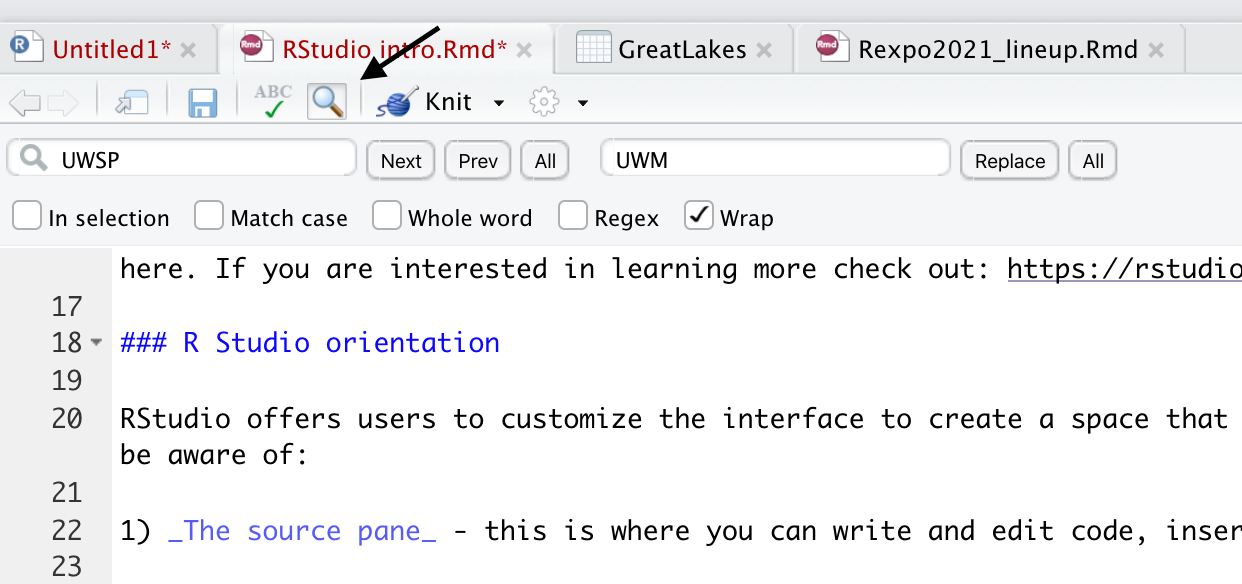 R Untitled1* Rmd RStudio intro.Rmd* GreatLakes Rmd Rexpo2021_lineup.Rmd
ABC Knit
UWSP Next Prev All UWM Replace All
In selection Match case Whole word Regex Wrap
here. If you are interested in learning more check out: https://rstudio
17
18 ### R Studio orientation
19
20 RStudio offers users to customize the interface to create a space that
be aware of:
21
22 1) _The source pane_ - this is where you can write and edit code, inser
23